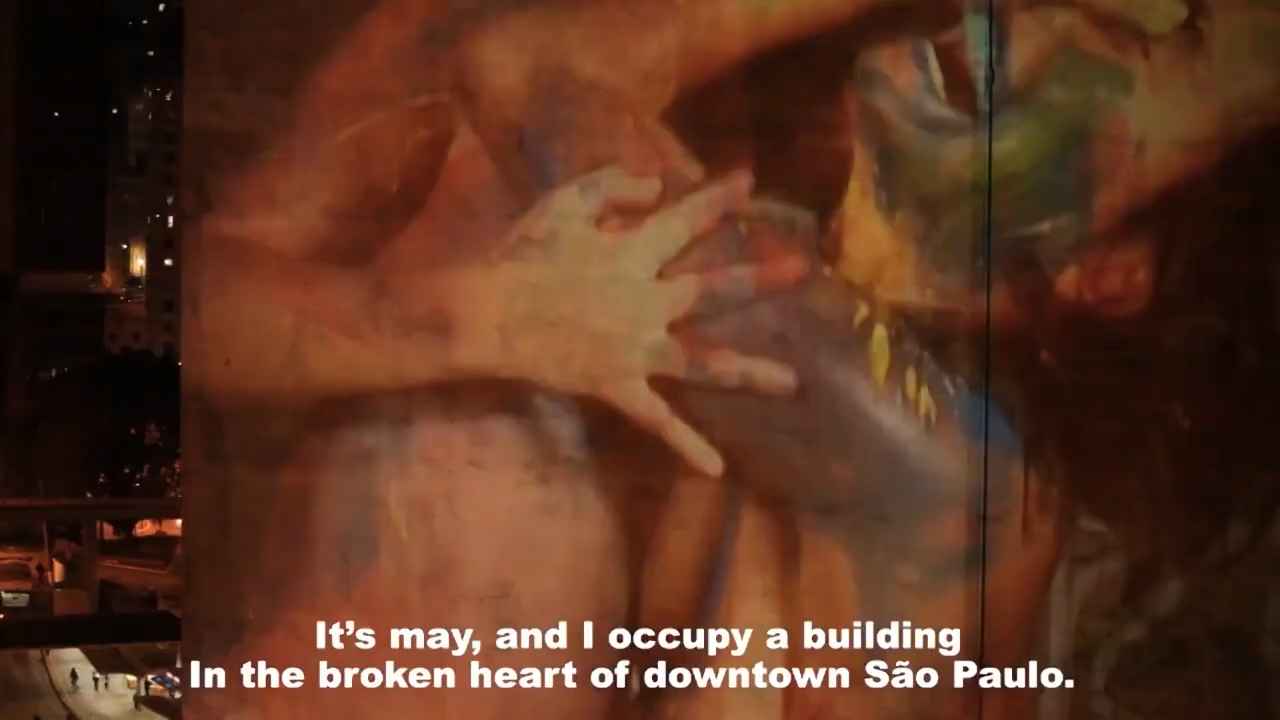 It’s may, and I occupy a building
In the broken heart of downtown São Paulo.